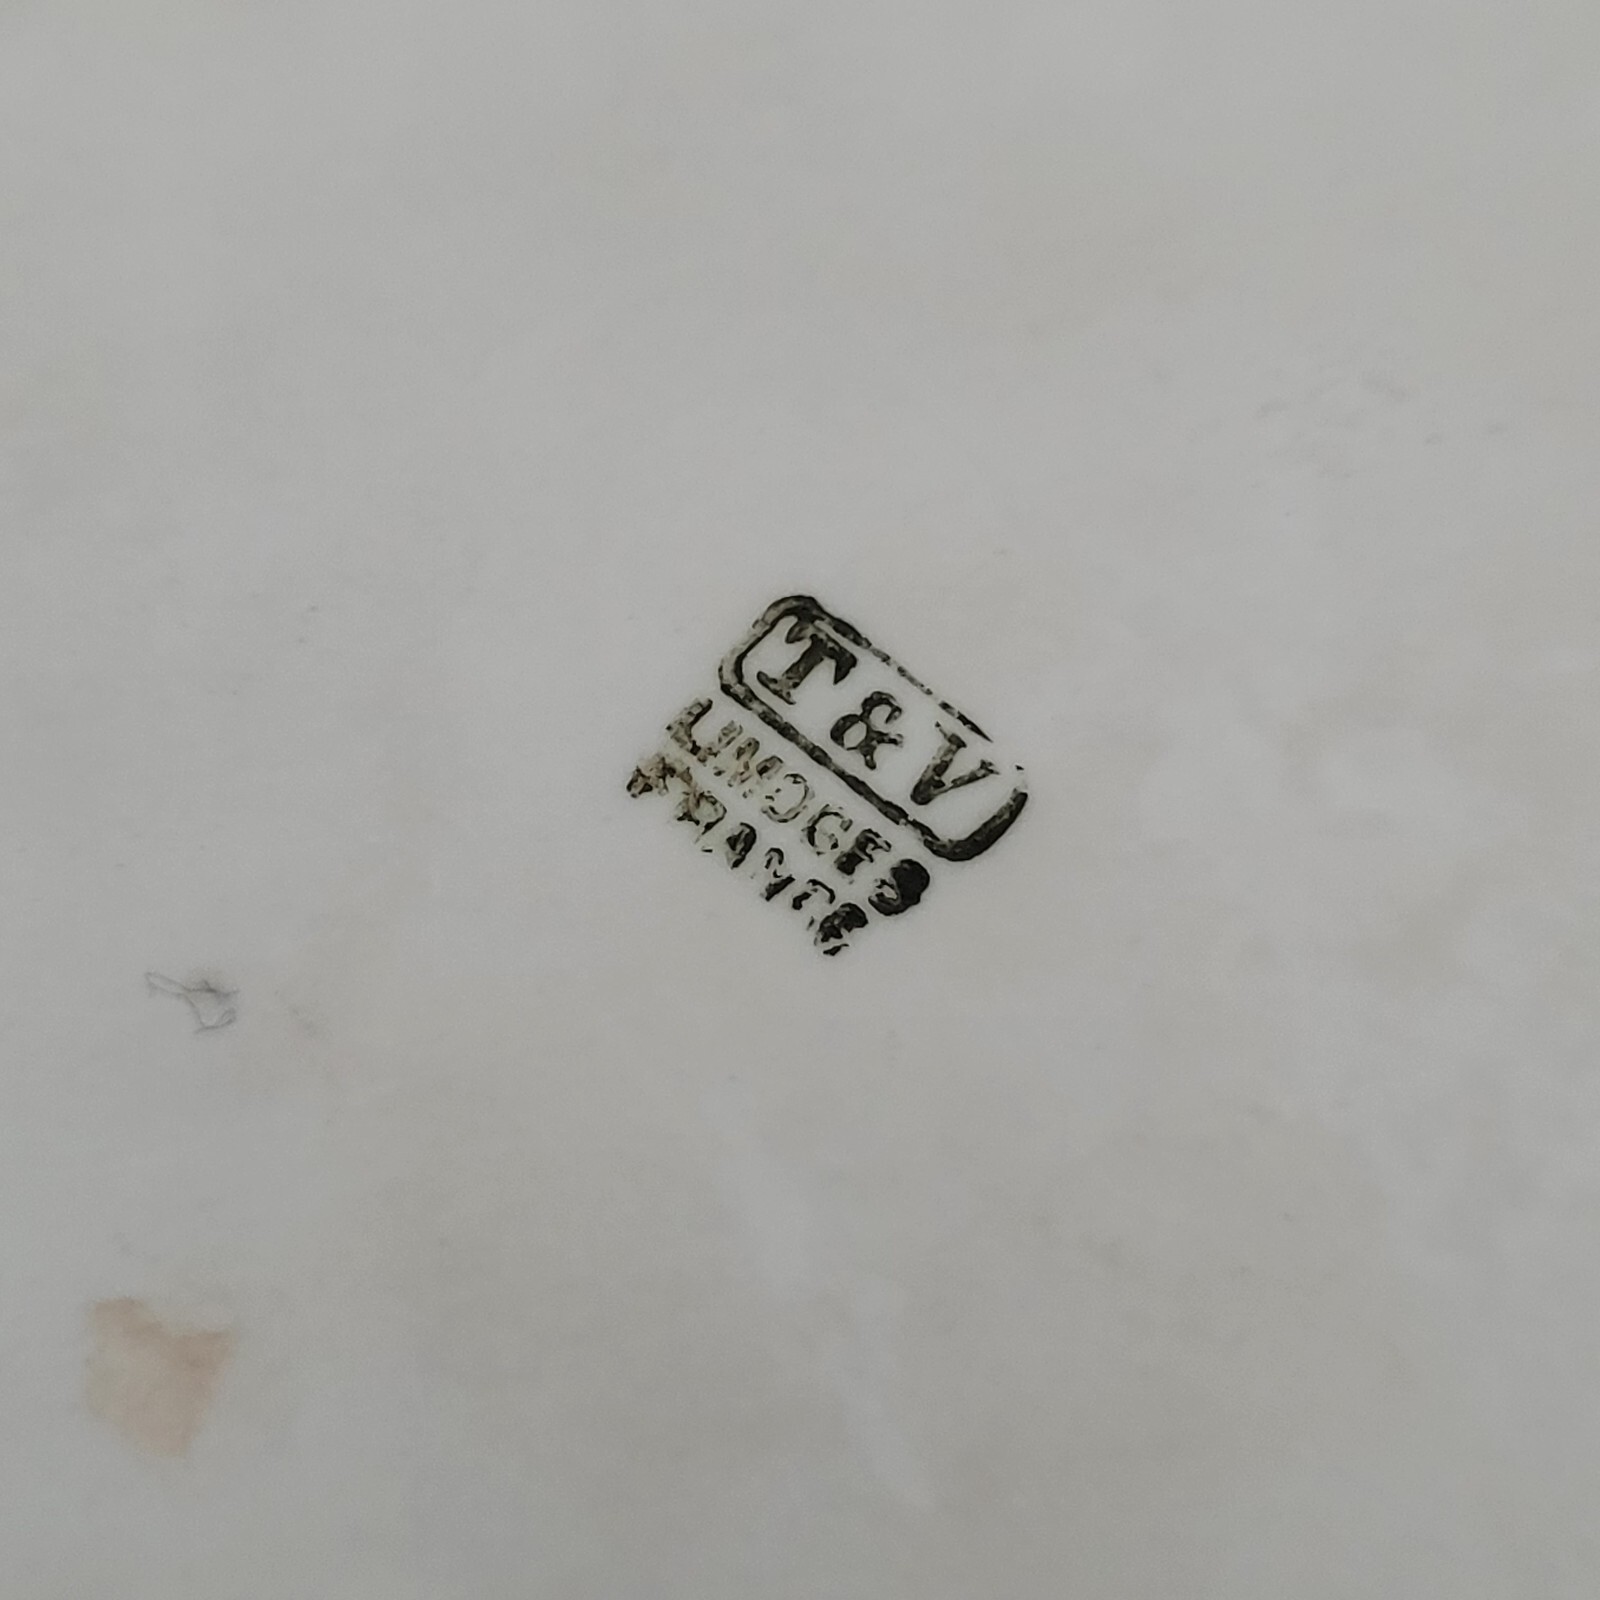 T & V
LIMOGES
FRANCE